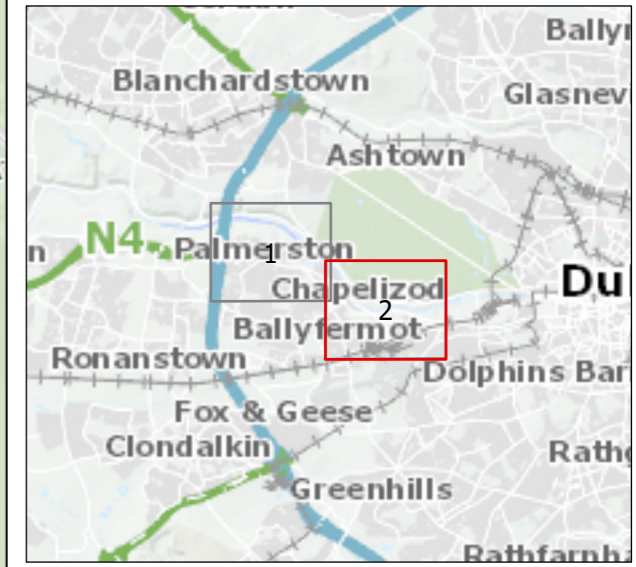 Ballyr
Blanchardstown
Glasnevi
Ashtown
N4
n
Palmerston
1
Chapelizod
Du
2
Ballyfermot
Ronanstown
Dolphins Bar
Fox & Geese
Clondalkin
Rathg
Greenhills
Rathfarnha